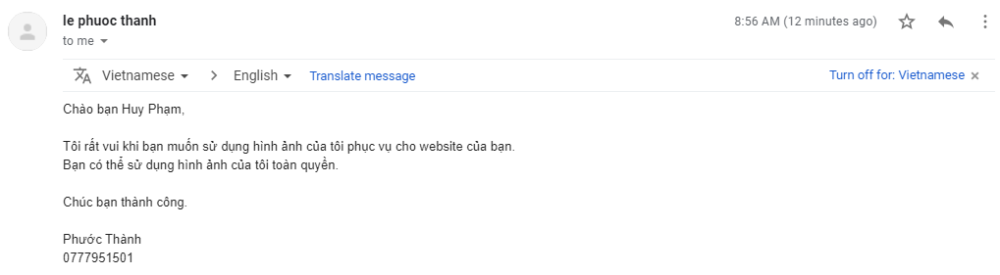 le phuoc thanh
8:56 AM (12 minutes ago)
to me
Vietnamese > English Translate message Turn off for: Vietnamese ×
Chào bạn Huy Phạm,
Tôi rất vui khi bạn muốn sử dụng hình ảnh của tôi phục vụ cho website của bạn.
Bạn có thể sử dụng hình ảnh của tôi toàn quyền.
Chúc bạn thành công.
Phước Thành
0777951501